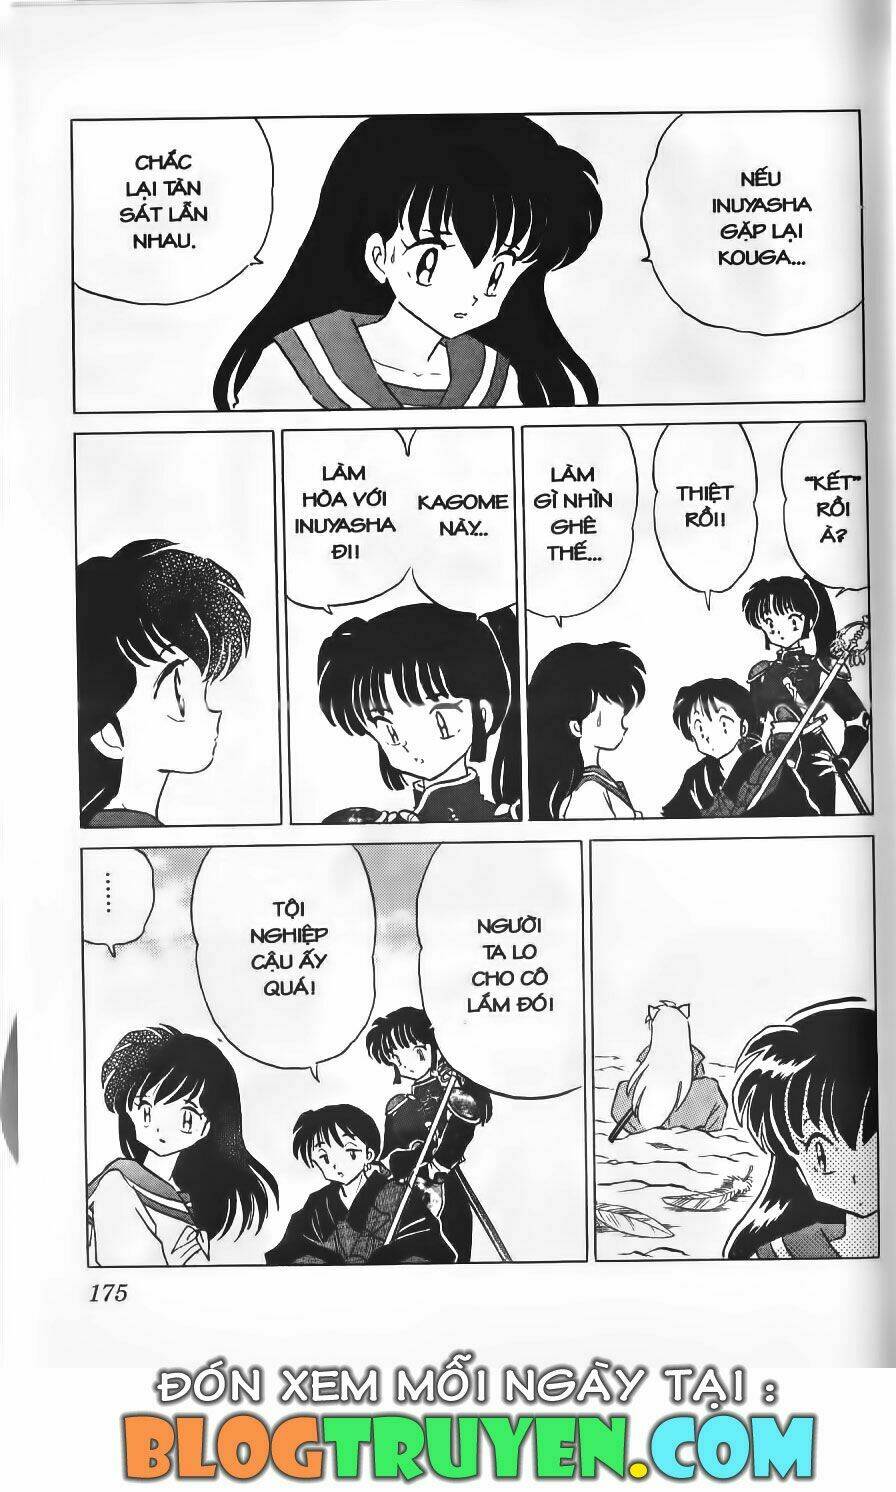 NẾU
INUYASHA
GẶP LẠI
KOUGA...
CHẮC
LẠI TÀN
SÁT LẪN
NHAU.
"KẾT"
RỒI
À?
THIỆT
RỒI!
LÀM
GÌ NHÌN
GHÊ
THẾ...
KAGOME
NÀY...
LÀM
HÒA VỚI
INUYASHA
ĐI!
NGƯỜI
TA LO
CHO CÔ
LẮM ĐÓ!
TỘI
NGHIỆP
CẬU ẤY
QUÁ!
........
175
ĐÓN XEM MỖI NGÀY TẠI :
BLOGTRUYEN.COM